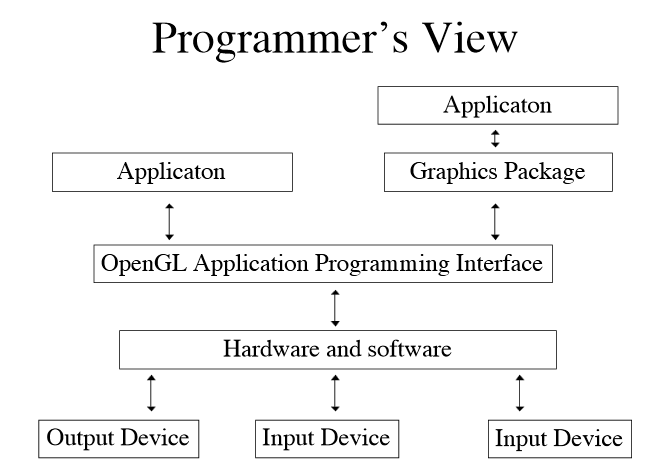 Programmer's View
Applicaton
Applicaton
Graphics Package
OpenGL Application Programming Interface
Hardware and software
Output Device
Input Device
Input Device